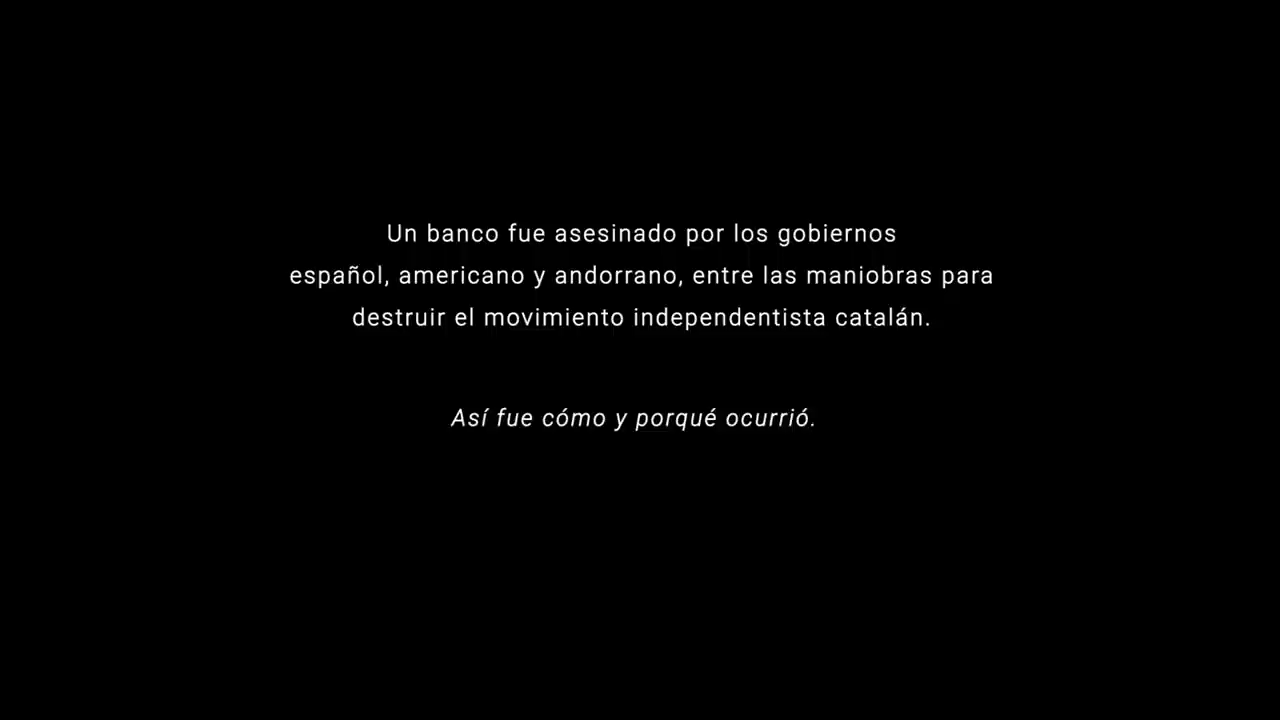 Un banco fue asesinado por los gobiernos
español, americano y andorrano, entre las maniobras para
destruir el movimiento independentista catalán.
Así fue cómo y porqué ocurrió.